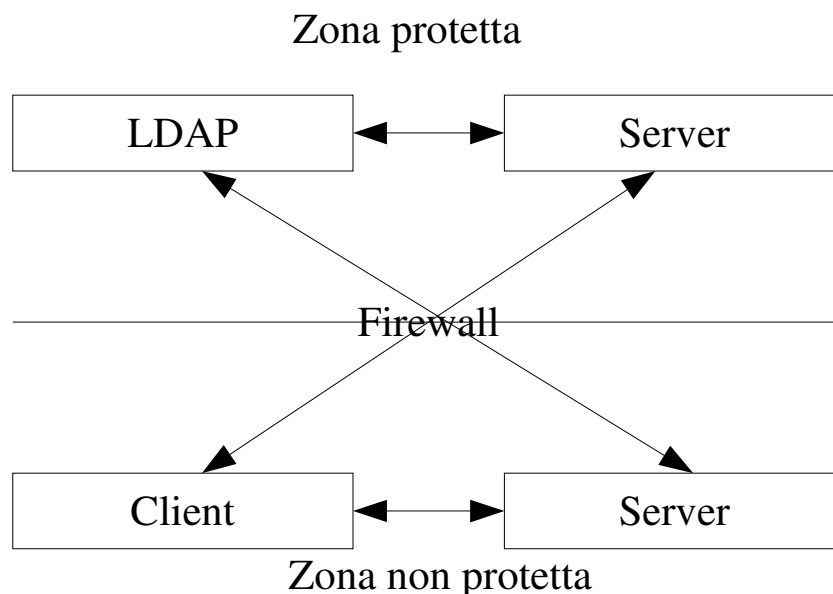 Zona protetta
LDAP
Server
Firewall
Client
Server
Zona non protetta